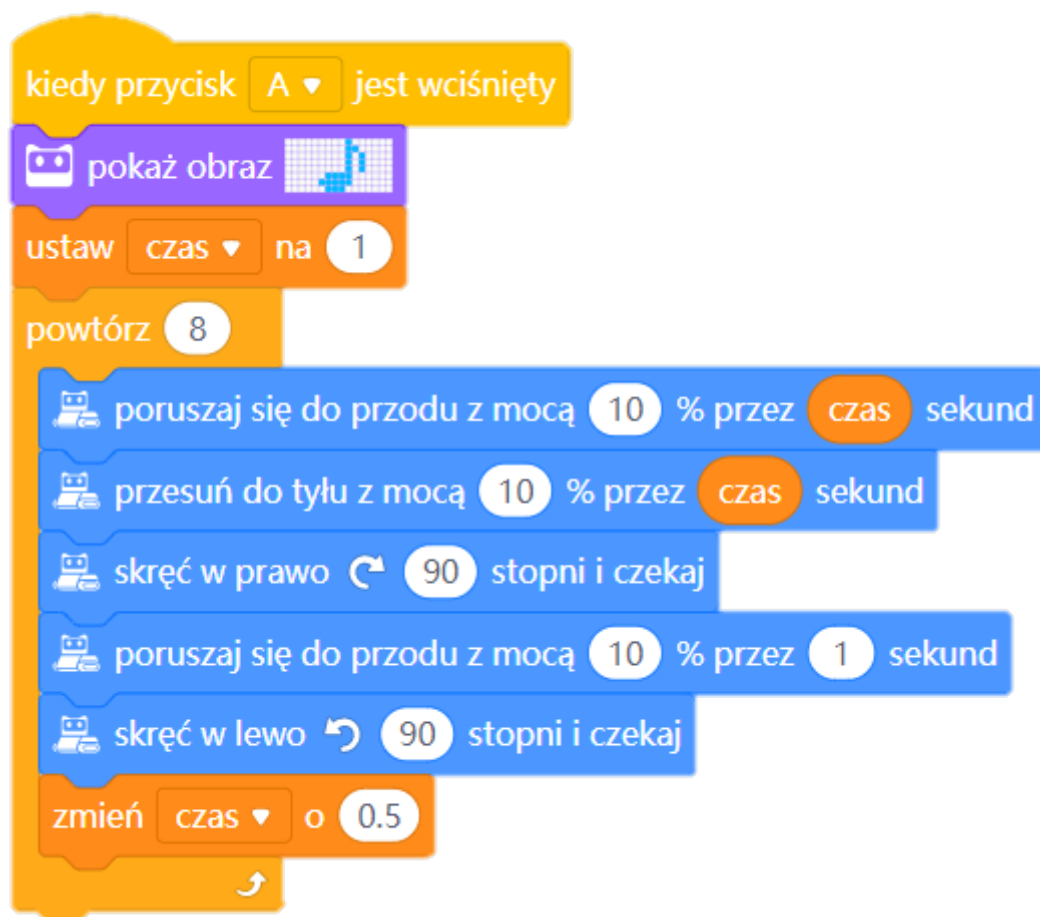 kiedy przycisk A jest wciśnięty
pokaż obraz
ustaw czas na 1
powtórz 8
poruszaj się do przodu z mocą 10 % przez czas sekund
przesuń do tyłu z mocą 10 % przez czas sekund
skręć w prawo 90 stopni i czekaj
poruszaj się do przodu z mocą 10 % przez 1 sekund
skręć w lewo 90 stopni i czekaj
zmień czas o 0.5